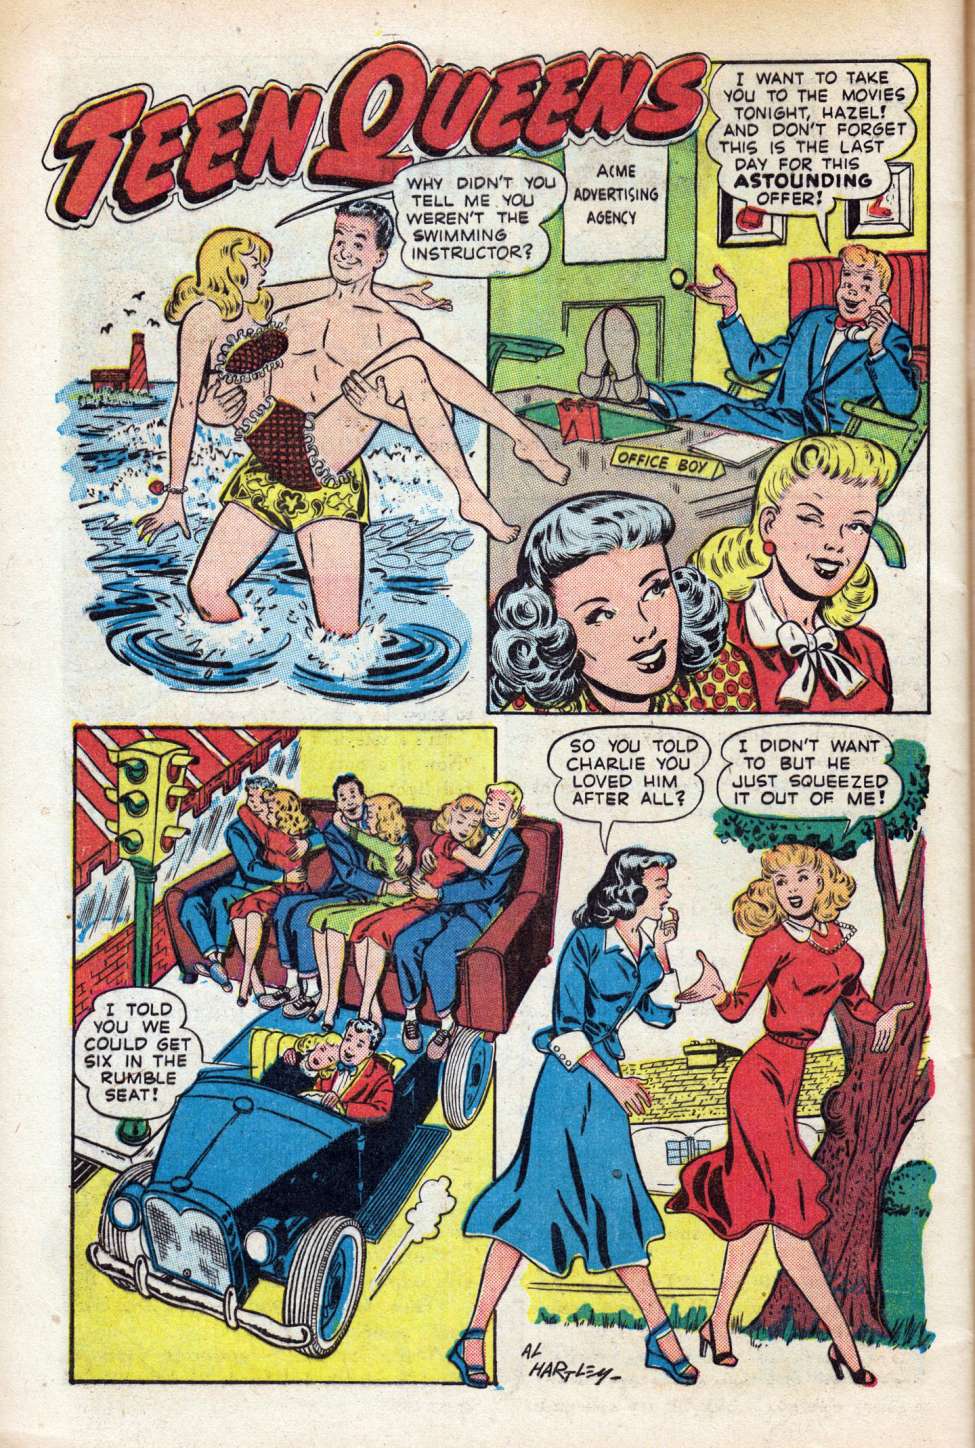 TEEN QUEENS
WHY DIDN'T YOU
TELL ME YOU
WEREN'T THE
SWIMMING
INSTRUCTOR?
I WANT TO TAKE
YOU TO THE MOVIES
TONIGHT, HAZEL!
AND DON'T FORGET
THIS IS THE LAST
DAY FOR THIS
ASTOUNDING
OFFER!
ACME
ADVERTISING
AGENCY
OFFICE BOY
I TOLD
YOU WE
COULD GET
SIX IN THE
RUMBLE
SEAT!
SO YOU TOLD
CHARLIE YOU
LOVED HIM
AFTER ALL?
I DIDN'T WANT
TO BUT HE
JUST SQUEEZED
IT OUT OF ME!
AL
HARTLEY